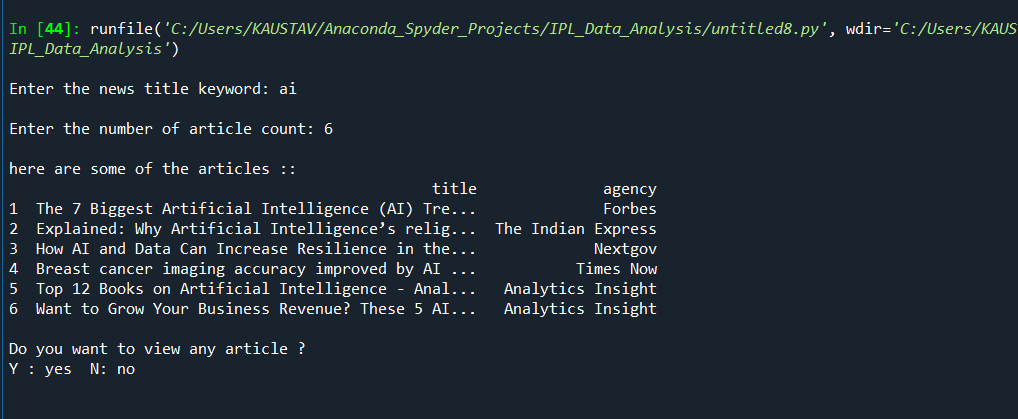 In [44]: runfile('C:/Users/KAUSTAV/Anaconda_Spyder_Projects/IPL_Data_Analysis/untitled8.py', wdir='C:/Users/KAUS
IPL_Data_Analysis')
Enter the news title keyword: ai
Enter the number of article count: 6
here are some of the articles ::
title agency
1 The 7 Biggest Artificial Intelligence (AI) Tre... Forbes
2 Explained: Why Artificial Intelligence’s relig... The Indian Express
3 How AI and Data Can Increase Resilience in the... Nextgov
4 Breast cancer imaging accuracy improved by AI ... Times Now
5 Top 12 Books on Artificial Intelligence - Anal... Analytics Insight
6 Want to Grow Your Business Revenue? These 5 AI... Analytics Insight
Do you want to view any article ?
Y : yes N: no